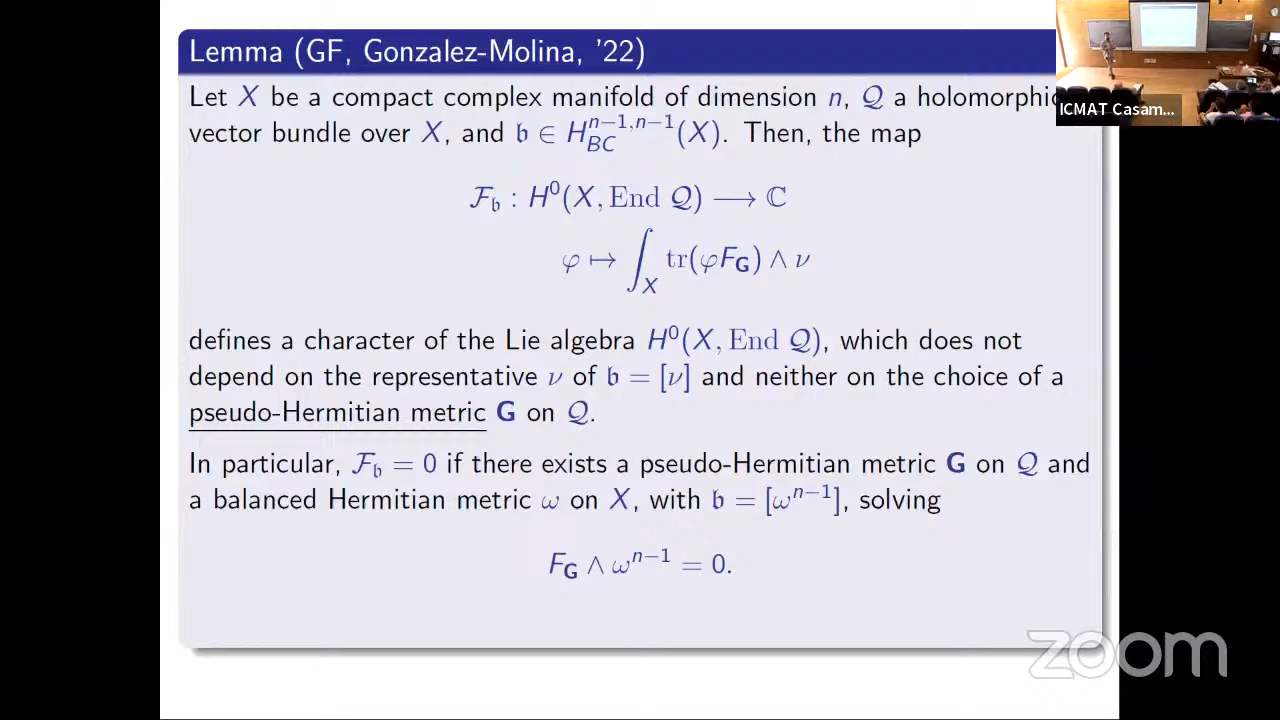 Lemma (GF, Gonzalez-Molina, '22)
Let X be a compact complex manifold of dimension n, 𝒬 a holomorphic
vector bundle over X, and 𝔟 ∈ H_{BC}^{n−1,n−1}(X). Then, the map
ℱ_𝔟 : H⁰(X, End 𝒬) ⟶ ℂ
φ ↦ ∫_X tr(φF_𝐆) ∧ ν
defines a character of the Lie algebra H⁰(X, End 𝒬), which does not
depend on the representative ν of 𝔟 = [ν] and neither on the choice of a
pseudo-Hermitian metric 𝐆 on 𝒬.
In particular, ℱ_𝔟 = 0 if there exists a pseudo-Hermitian metric 𝐆 on 𝒬 and
a balanced Hermitian metric ω on X, with 𝔟 = [ω^{n−1}], solving
F_𝐆 ∧ ω^{n−1} = 0.
ICMAT Casam...
zoom